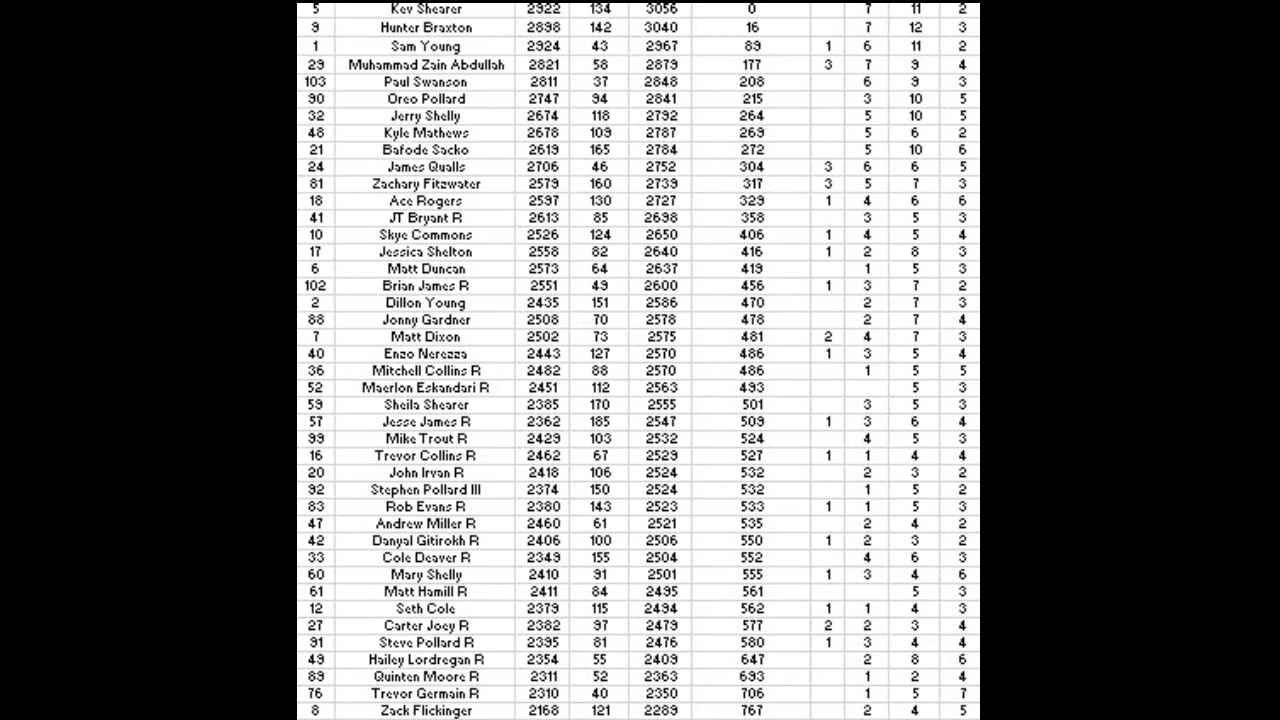 5 Kev Shearer 2922 134 3056 0 7 11 2
9 Hunter Braxton 2898 142 3040 16 7 12 3
1 Sam Young 2924 43 2967 89 1 6 11 2
29 Muhammad Zain Abdullah 2821 58 2879 177 3 7 9 4
103 Paul Swanson 2811 37 2848 208 6 9 3
90 Oreo Pollard 2747 94 2841 215 3 10 5
32 Jerry Shelly 2674 118 2792 264 5 10 5
48 Kyle Mathews 2678 109 2787 269 5 6 2
21 Bafode Sacko 2619 165 2784 272 5 10 6
24 James Qualls 2706 46 2752 304 3 6 6 5
81 Zachary Fitzwater 2579 160 2739 317 3 5 7 3
18 Ace Rogers 2597 130 2727 329 1 4 6 6
41 JT Bryant R 2613 85 2698 358 3 5 3
10 Skye Commons 2526 124 2650 406 1 4 5 4
17 Jessica Shelton 2558 82 2640 416 1 2 8 3
6 Matt Duncan 2573 64 2637 419 1 5 3
102 Brian James R 2551 49 2600 456 1 3 7 2
2 Dillon Young 2435 151 2586 470 2 7 3
88 Jonny Gardner 2508 70 2578 478 2 7 4
7 Matt Dixon 2502 73 2575 481 2 4 7 3
40 Enzo Nerezza 2443 127 2570 486 1 3 5 4
36 Mitchell Collins R 2482 88 2570 486 1 5 5
52 Maerlon Eskandari R 2451 112 2563 493 5 3
59 Sheila Shearer 2385 170 2555 501 3 5 3
57 Jesse James R 2362 185 2547 509 1 3 6 4
99 Mike Trout R 2429 103 2532 524 4 5 3
16 Trevor Collins R 2462 67 2529 527 1 1 4 4
20 John Irvan R 2418 106 2524 532 2 3 2
92 Stephen Pollard III 2374 150 2524 532 1 5 2
83 Rob Evans R 2380 143 2523 533 1 1 5 3
47 Andrew Miller R 2460 61 2521 535 2 4 2
42 Danyal Gitirokh R 2406 100 2506 550 1 2 3 2
33 Cole Deaver R 2349 155 2504 552 4 6 3
60 Mary Shelly 2410 91 2501 555 1 3 4 6
61 Matt Hamill R 2411 84 2495 561 5 3
12 Seth Cole 2379 115 2494 562 1 1 4 3
27 Carter Joey R 2382 97 2479 577 2 2 3 4
91 Steve Pollard R 2395 81 2476 580 1 3 4 4
49 Hailey Lordregan R 2354 55 2409 647 2 8 6
89 Quinten Moore R 2311 52 2363 693 1 2 4
76 Trevor Germain R 2310 40 2350 706 1 5 7
8 Zack Flickinger 2168 121 2289 767 2 4 5